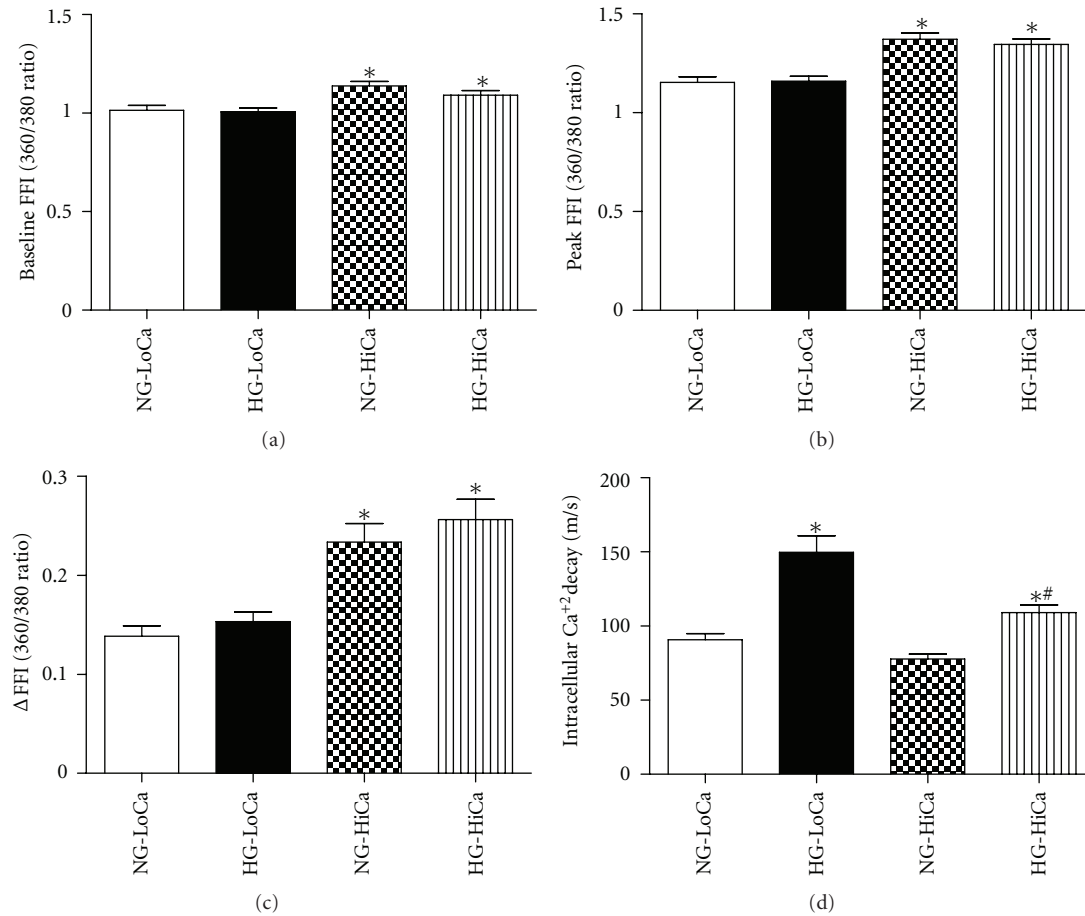 1.5
1
0.5
0
Baseline FFI (360/380 ratio)
*
*
NG-LoCa
HG-LoCa
NG-HiCa
HG-HiCa
(a)
1.5
1
0.5
0
Peak FFI (360/380 ratio)
*
*
NG-LoCa
HG-LoCa
NG-HiCa
HG-HiCa
(b)
0.3
0.2
0.1
0
ΔFFI (360/380 ratio)
*
*
NG-LoCa
HG-LoCa
NG-HiCa
HG-HiCa
(c)
200
150
100
50
0
Intracellular Ca+2 decay (m/s)
*
*#
NG-LoCa
HG-LoCa
NG-HiCa
HG-HiCa
(d)